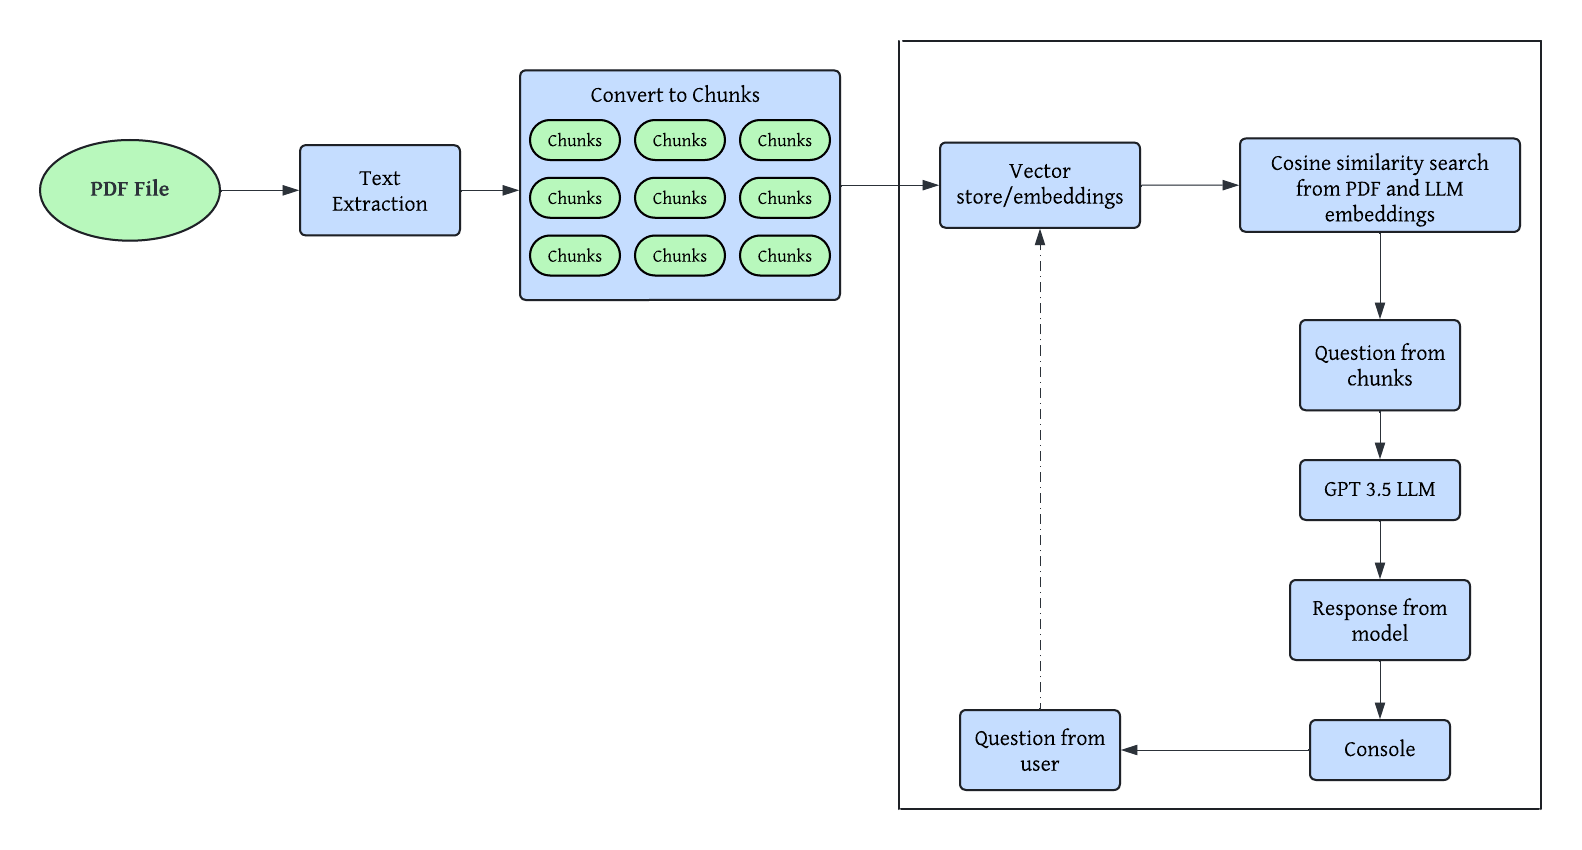 PDF File
Text
Extraction
Convert to Chunks
Chunks Chunks Chunks
Chunks Chunks Chunks
Chunks Chunks Chunks
Vector
store/embeddings
Cosine similarity search
from PDF and LLM
embeddings
Question from
chunks
GPT 3.5 LLM
Response from
model
Console
Question from
user